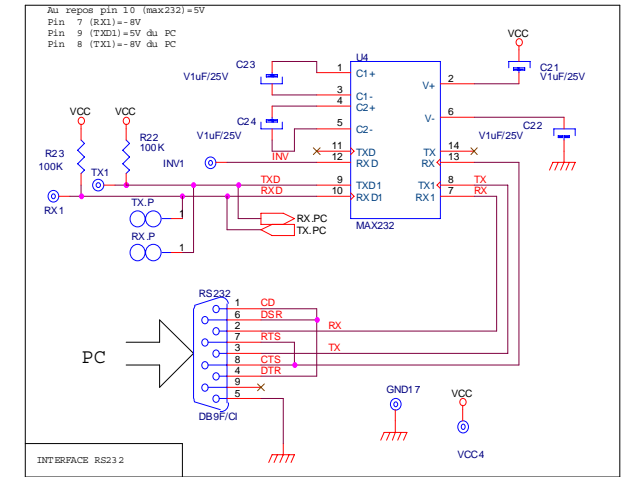 Au repos pin 10 (max232)=5V
Pin 7 (RX1)=-8V
Pin 9 (TXD1)=5V du PC
Pin 8 (TX1)=-8V du PC
VCC
C23
V1uF/25V
U4
1
C1+
3
C1-
4
C2+
5
C2-
11
TXD
12
RXD
9
TXD1
10
RXD1
V+
2
V-
6
TX
14
RX
13
TX1
8
TX
RX1
7
RX
MAX232
C21
V1uF/25V
C24
V1uF/25V
V1uF/25V
C22
VCC
VCC
R23
100K
R22
100K
INV1
INV
TX1
TXD
RXD
RX1
TX.P
1
RX.P
1
RX.PC
TX.PC
RS232
1
CD
6
DSR
2
RX
7
RTS
3
TX
8
CTS
4
DTR
9
5
DB9F/CI
PC
GND17
VCC
VCC4
INTERFACE RS232